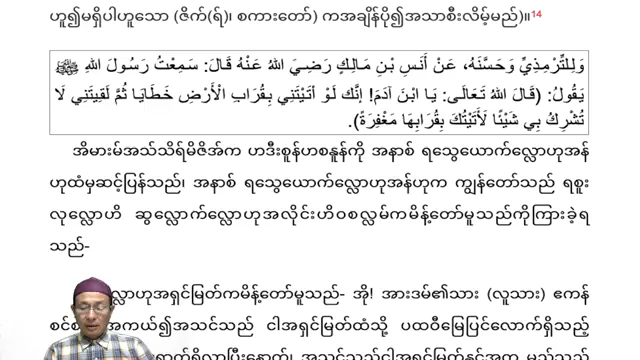 ဟူ၍မရှိပါဟူသော (ဇိက်(ရ်)၊ စကားတော်) ကအချိန်ပို၍အသာစီးလိမ့်မည်)။14
وَلِلتِّرْمِذِيِّ وَحَسَّنَهُ، عَنْ أَنَسِ بْنِ مَالِكٍ رَضِيَ اللهُ عَنْهُ قَالَ: سَمِعْتُ رَسُولَ اللهِ ﷺ
يَقُولُ: (قَالَ اللهُ تَعَالَى: يَا ابْنَ آدَمَ! إِنَّكَ لَوْ أَتَيْتَنِي بِقُرَابِ الْأَرْضِ خَطَايَا ثُمَّ لَقِيتَنِي لَا
تُشْرِكُ بِي شَيْئًا لَأَتَيْتُكَ بِقُرَابِهَا مَغْفِرَةً).
အိမာမ်အသ်သိရ်မိဇိအ်က ဟဒီးစူန်ဟစနူန်ကို အနာစ် ရသွေယောက်လ္လောဟုအန်
ဟုထံမှဆင့်ပြန်သည်၊ အနာစ် ရသွေယောက်လ္လောဟုအန်ဟုက ကျွန်တော်သည် ရစူး
လုလ္လောဟိ ဆွလ္လောက်လ္လောဟုအလိုင်းဟိဝစလ္လမ်ကမိန့်တော်မူသည်ကိုကြားခဲ့ရ
သည်-
လ္လာဟုအရှင်မြတ်ကမိန့်တော်မူသည်- အို! အားဒမ်၏သား (လူသား) ဧကန်
အကယ်၍အသင်သည် ငါအရှင်မြတ်ထံသို့ ပထဝီမြေပြင်လောက်ရှိသည့်